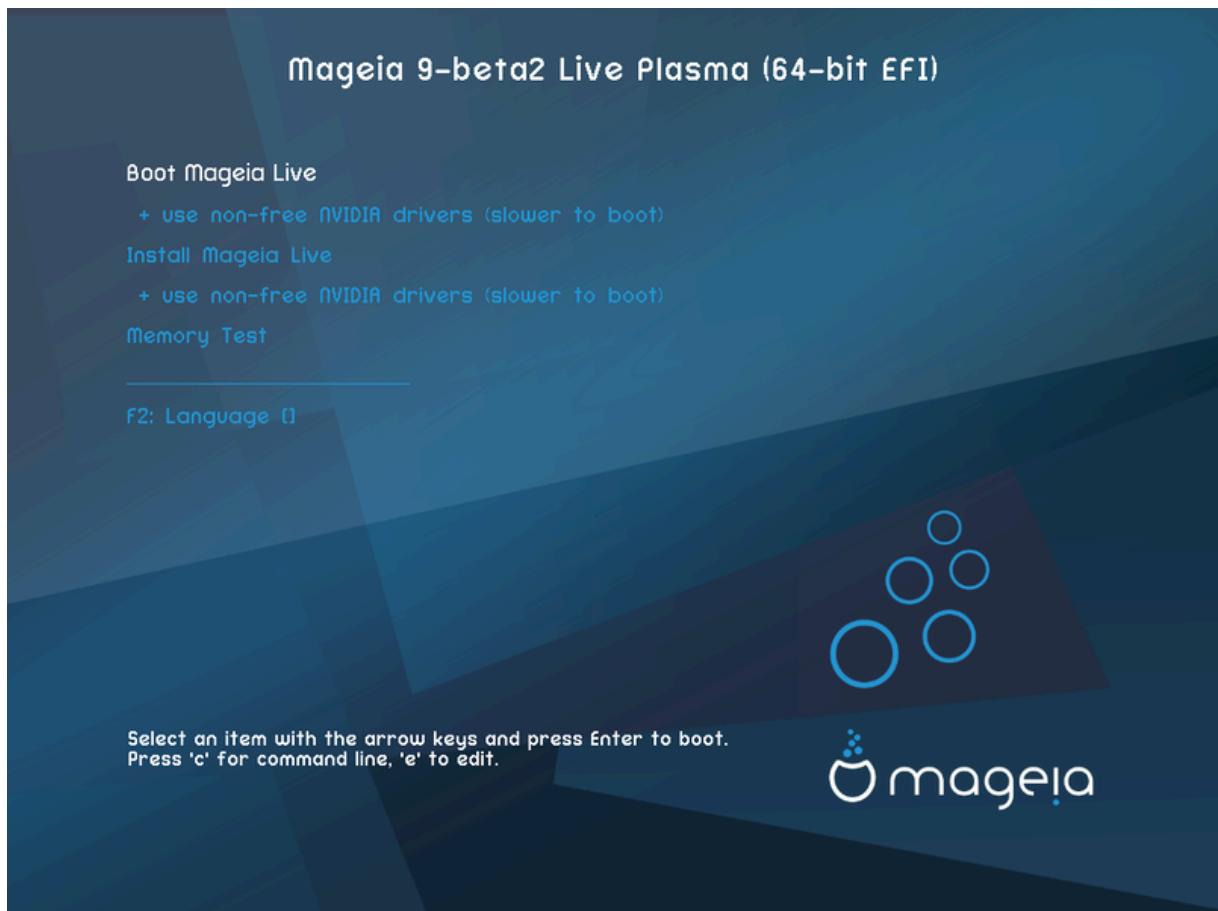 Mageia 9-beta2 Live Plasma (64-bit EFI)
Boot Mageia Live
+ use non-free NVIDIA drivers (slower to boot)
Install Mageia Live
+ use non-free NVIDIA drivers (slower to boot)
Memory Test
F2: Language []
Select an item with the arrow keys and press Enter to boot.
Press 'c' for command line, 'e' to edit.
mageia